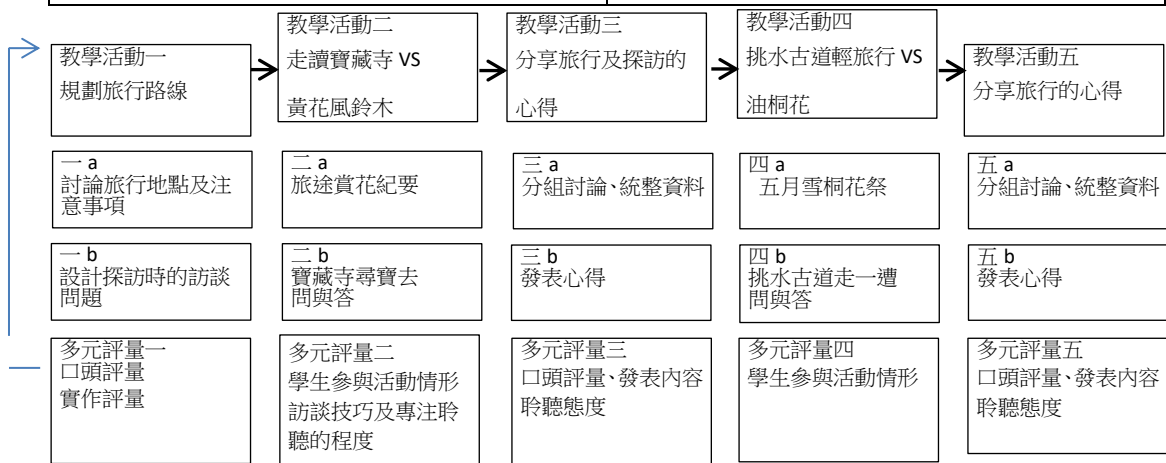 教學活動一
規劃旅行路線
教學活動二
走讀寶藏寺 VS
黃花風鈴木
教學活動三
分享旅行及探訪的
心得
教學活動四
挑水古道輕旅行 VS
油桐花
教學活動五
分享旅行的心得
一 a
討論旅行地點及注
意事項
二 a
旅途賞花紀要
三 a
分組討論、統整資料
四 a
五月雪桐花祭
五 a
分組討論、統整資料
一 b
設計探訪時的訪談
問題
二 b
寶藏寺尋寶去
問與答
三 b
發表心得
四 b
挑水古道走一遭
問與答
五 b
發表心得
多元評量一
口頭評量
實作評量
多元評量二
學生參與活動情形
訪談技巧及專注聆
聽的程度
多元評量三
口頭評量、發表內容
聆聽態度
多元評量四
學生參與活動情形
多元評量五
口頭評量、發表內容
聆聽態度